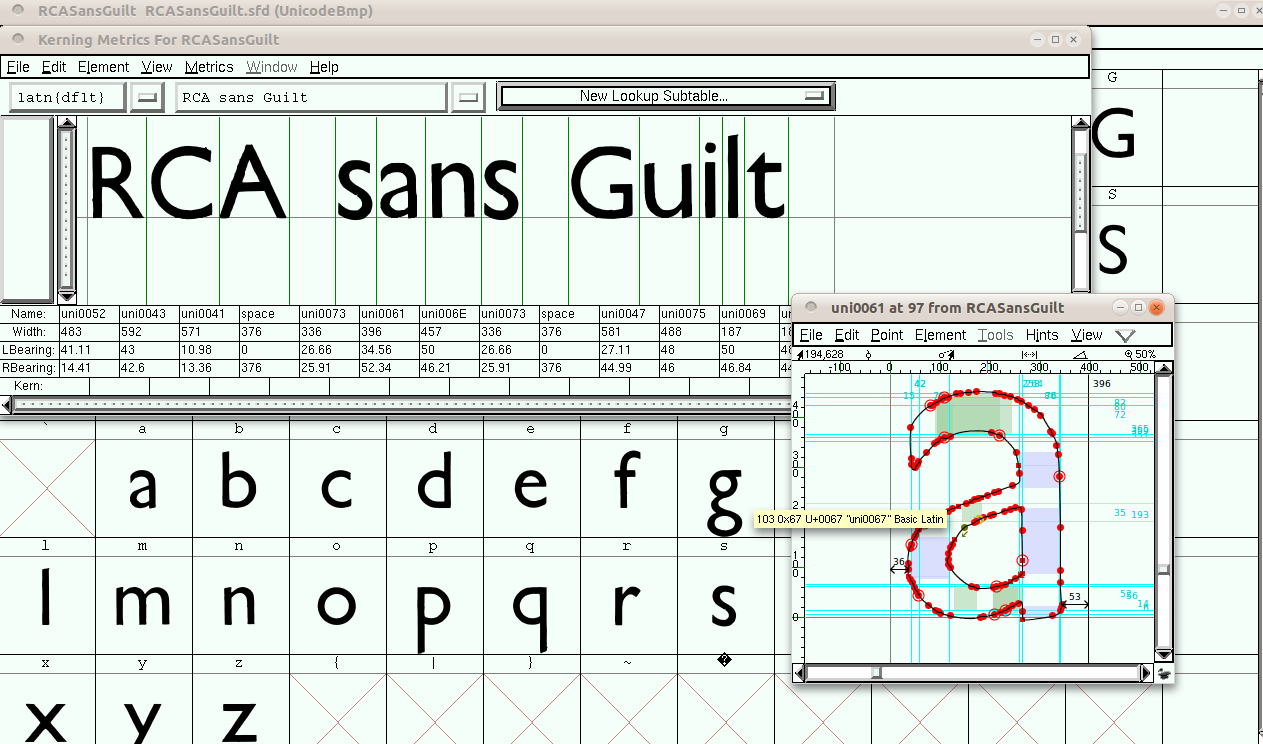 RCASansGuilt RCASansGuilt.sfd (UnicodeBmp)
Kerning Metrics For RCASansGuilt
File Edit Element View Metrics Window Help
latn{dflt} RCA sans Guilt New Lookup Subtable...
RCA sans Guilt
Name: uni0052 uni0043 uni0041 space uni0073 uni0061 uni006E uni0073 space uni0047 uni0075 uni0069
Width: 483 592 571 376 336 396 457 336 376 581 488 187
LBearing: 41.11 43 10.98 0 26.66 34.56 50 26.66 0 27.11 48 50
RBearing: 14.41 42.6 13.36 376 25.91 52.34 46.21 25.91 376 44.99 46 46.87
Kern:
G
G
S
S
uni0061 at 97 from RCASansGuilt
File Edit Point Element Tools Hints View
194,628 50%
-100 0 100 200 300 400 500
42 396
15
82
86
72
365
35 193
36
53
14
103 0x67 U+0067 "uni0067" Basic Latin
` a b c d e f g
a b c d e f g
l m n o p q r s
l m n o p q r s
x y z { | } ~ �
x y z